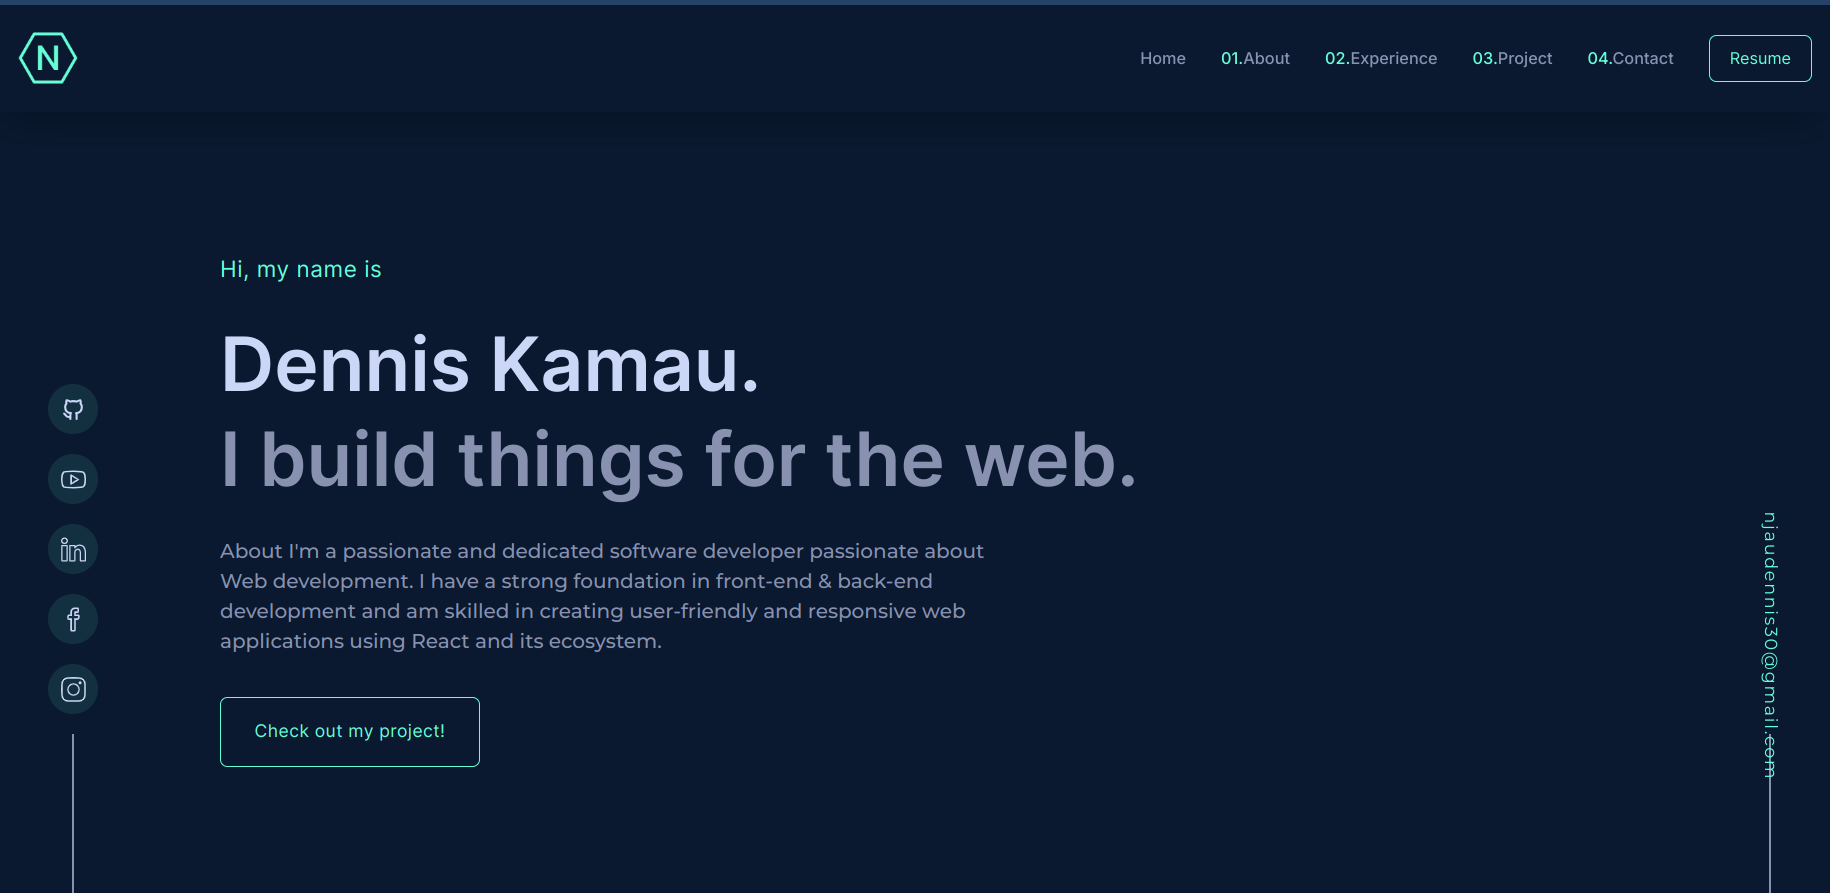 N
Home 01.About 02.Experience 03.Project 04.Contact Resume
Hi, my name is
Dennis Kamau.
I build things for the web.
About I'm a passionate and dedicated software developer passionate about
Web development. I have a strong foundation in front-end & back-end
development and am skilled in creating user-friendly and responsive web
applications using React and its ecosystem.
Check out my project!
njaudennis30@gmail.com